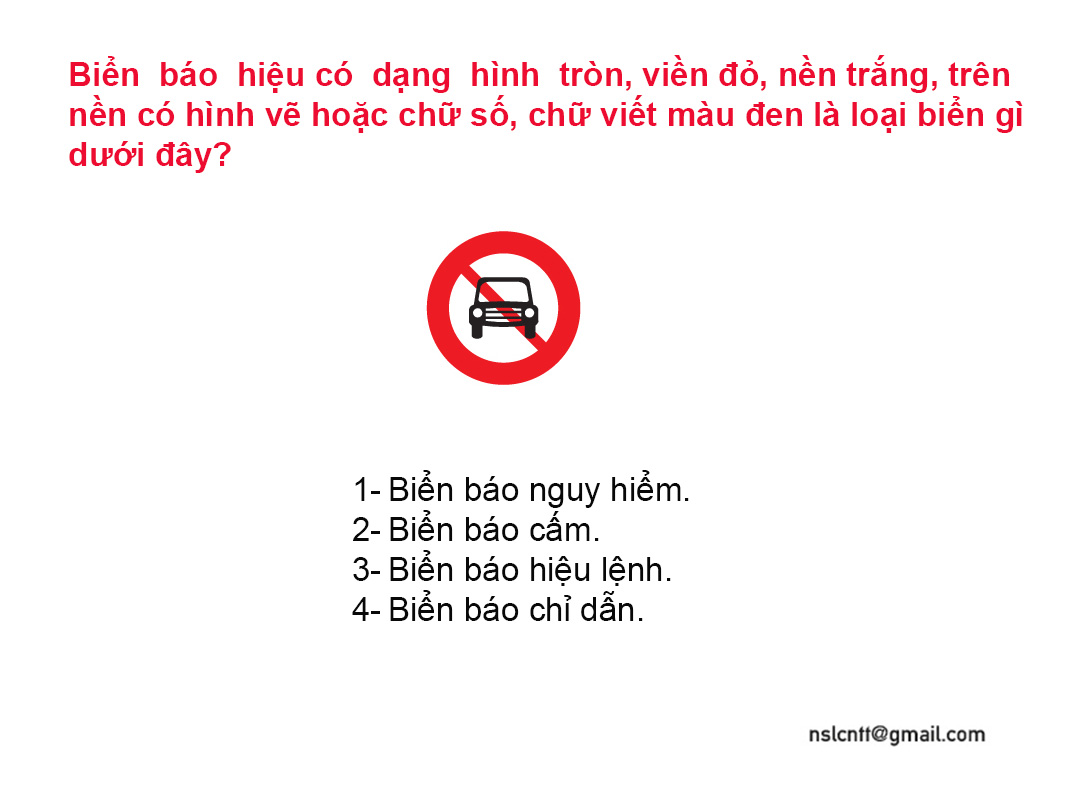 Biển báo hiệu có dạng hình tròn, viền đỏ, nền trắng, trên
nền có hình vẽ hoặc chữ số, chữ viết màu đen là loại biển gì
dưới đây?
1- Biển báo nguy hiểm.
2- Biển báo cấm.
3- Biển báo hiệu lệnh.
4- Biển báo chỉ dẫn.
nslcntt@gmail.com